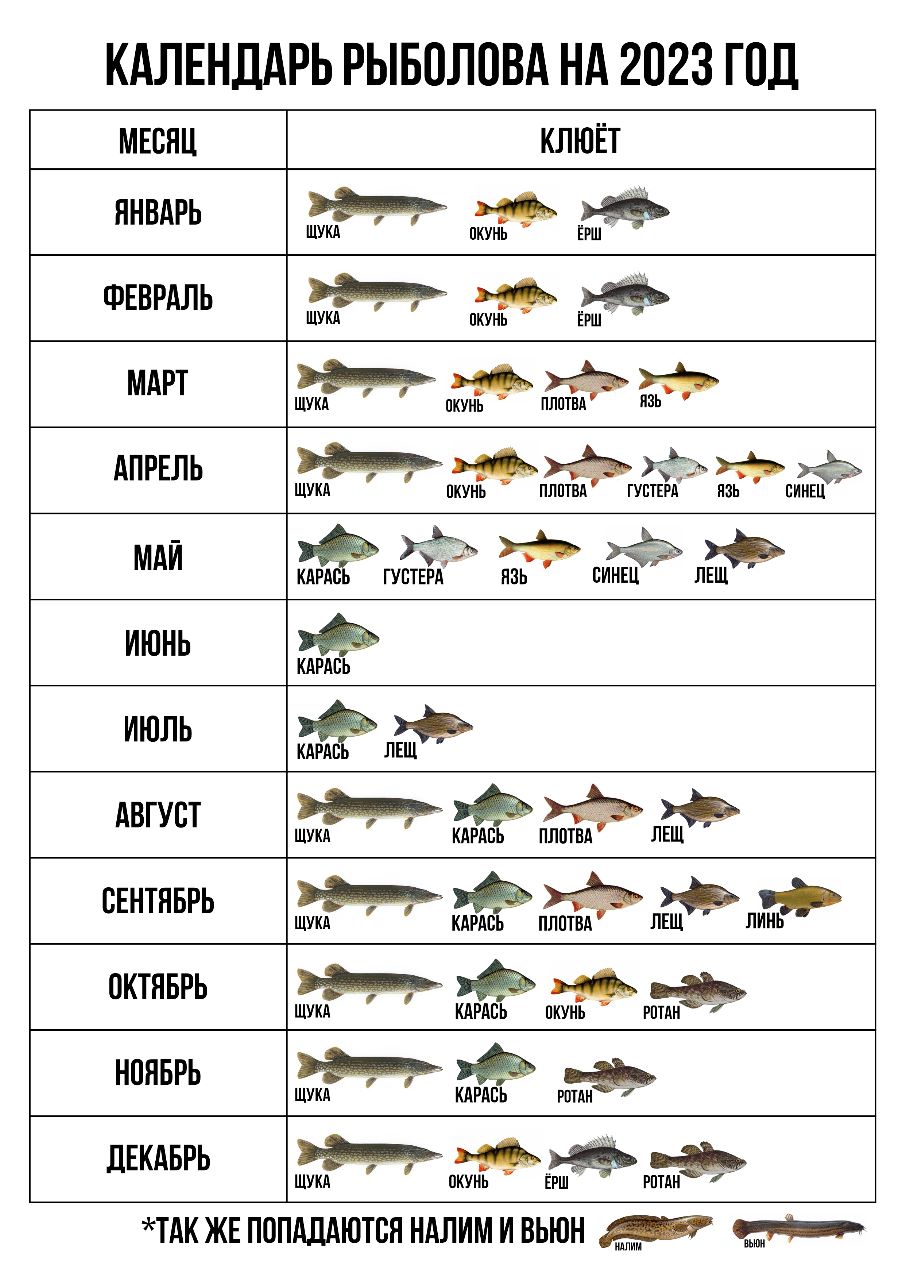 КАЛЕНДАРЬ РЫБОЛОВА НА 2023 ГОД
МЕСЯЦ КЛЮЁТ
ЯНВАРЬ ЩУКА ОКУНЬ ЁРШ
ФЕВРАЛЬ ЩУКА ОКУНЬ ЁРШ
МАРТ ЩУКА ОКУНЬ ПЛОТВА ЯЗЬ
АПРЕЛЬ ЩУКА ОКУНЬ ПЛОТВА ГУСТЕРА ЯЗЬ СИНЕЦ
МАЙ КАРАСЬ ГУСТЕРА ЯЗЬ СИНЕЦ ЛЕЩ
ИЮНЬ КАРАСЬ
ИЮЛЬ КАРАСЬ ЛЕЩ
АВГУСТ ЩУКА КАРАСЬ ПЛОТВА ЛЕЩ
СЕНТЯБРЬ ЩУКА КАРАСЬ ПЛОТВА ЛЕЩ ЛИНЬ
ОКТЯБРЬ ЩУКА КАРАСЬ ОКУНЬ РОТАН
НОЯБРЬ ЩУКА КАРАСЬ РОТАН
ДЕКАБРЬ ЩУКА ОКУНЬ ЁРШ РОТАН
*ТАК ЖЕ ПОПАДАЮТСЯ НАЛИМ И ВЬЮН НАЛИМ ВЬЮН